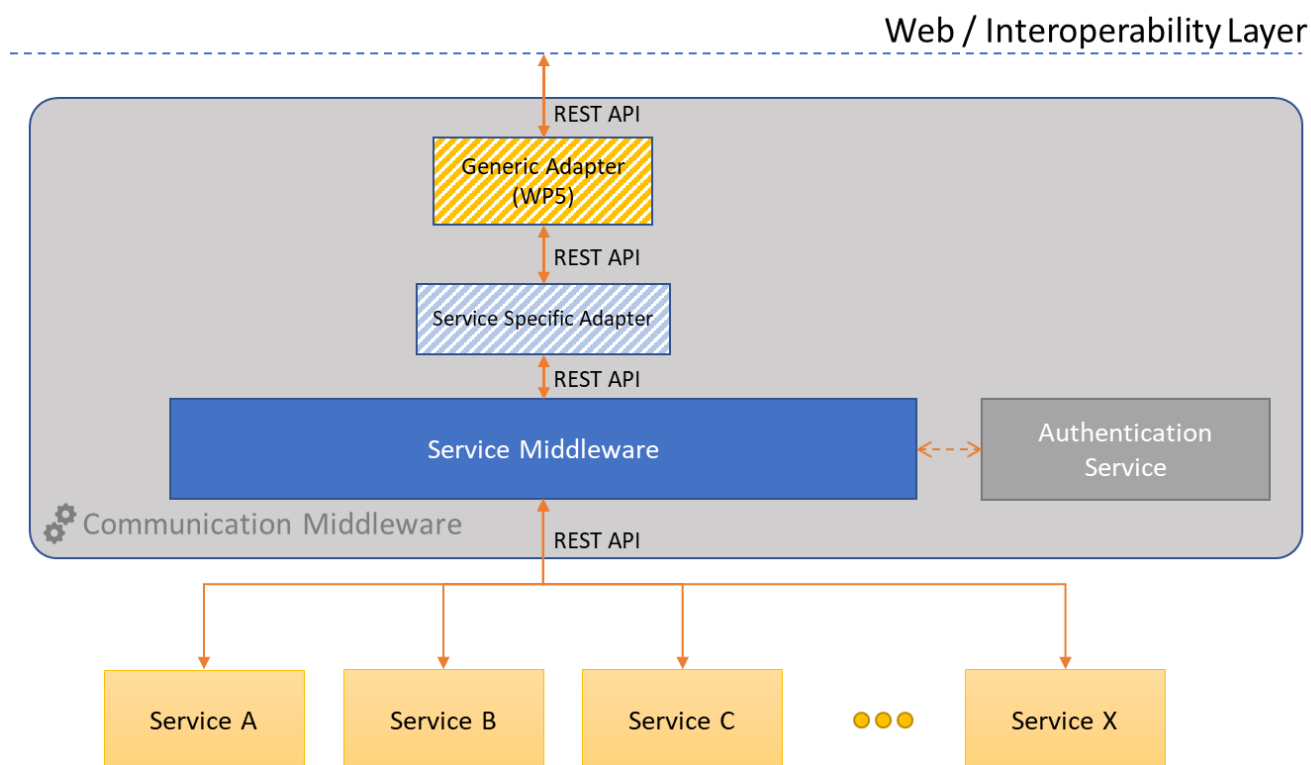 Web / Interoperability Layer
REST API
Generic Adapter
(WP5)
REST API
Service Specific Adapter
REST API
Service Middleware
Authentication
Service
Communication Middleware
REST API
Service A
Service B
Service C
Service X